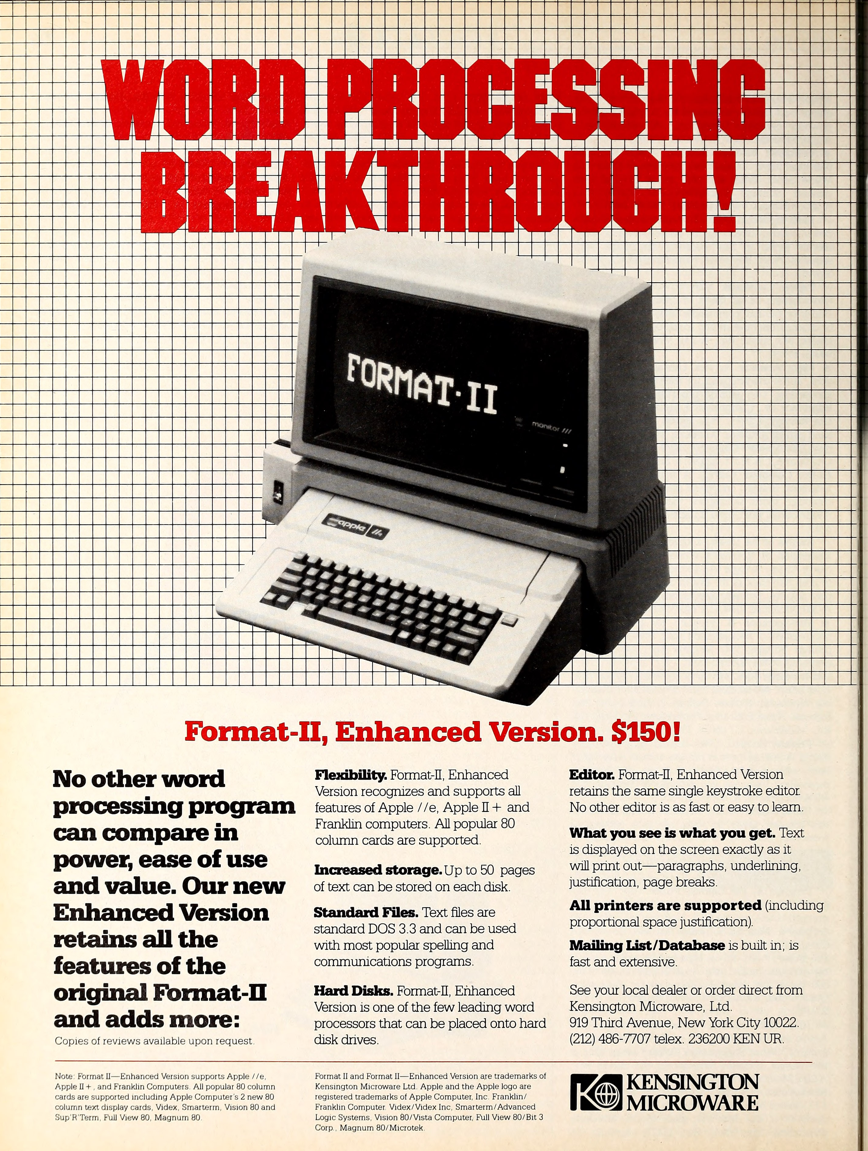 WORD PROCESSING
BREAKTHROUGH!
FORMAT-II
monitor ///
apple //e
Format-II, Enhanced Version. $150!
No other word
processing program
can compare in
power, ease of use
and value. Our new
Enhanced Version
retains all the
features of the
original Format-II
and adds more:
Copies of reviews available upon request.
Flexibility. Format-II, Enhanced
Version recognizes and supports all
features of Apple //e, Apple II + and
Franklin computers. All popular 80
column cards are supported.
Increased storage. Up to 50 pages
of text can be stored on each disk.
Standard Files. Text files are
standard DOS 3.3 and can be used
with most popular spelling and
communications programs.
Hard Disks. Format-II, Enhanced
Version is one of the few leading word
processors that can be placed onto hard
disk drives.
Editor. Format-II, Enhanced Version
retains the same single keystroke editor.
No other editor is as fast or easy to learn.
What you see is what you get. Text
is displayed on the screen exactly as it
will print out—paragraphs, underlining,
justification, page breaks.
All printers are supported (including
proportional space justification).
Mailing List/Database is built in; is
fast and extensive.
See your local dealer or order direct from
Kensington Microware, Ltd.
919 Third Avenue, New York City 10022.
(212) 486-7707 telex. 236200 KEN UR.
Note: Format II—Enhanced Version supports Apple //e,
Apple II + , and Franklin Computers. All popular 80 column
cards are supported including Apple Computer's 2 new 80
column text display cards, Videx, Smarterm, Vision 80 and
Sup'R'Term, Full View 80, Magnum 80.
Format II and Format II—Enhanced Version are trademarks of
Kensington Microware Ltd. Apple and the Apple logo are
registered trademarks of Apple Computer, Inc. Franklin/
Franklin Computer. Videx/Videx Inc, Smarterm/Advanced
Logic Systems, Vision 80/Vista Computer, Full View 80/Bit 3
Corp., Magnum 80/Microtek.
KENSINGTON
MICROWARE